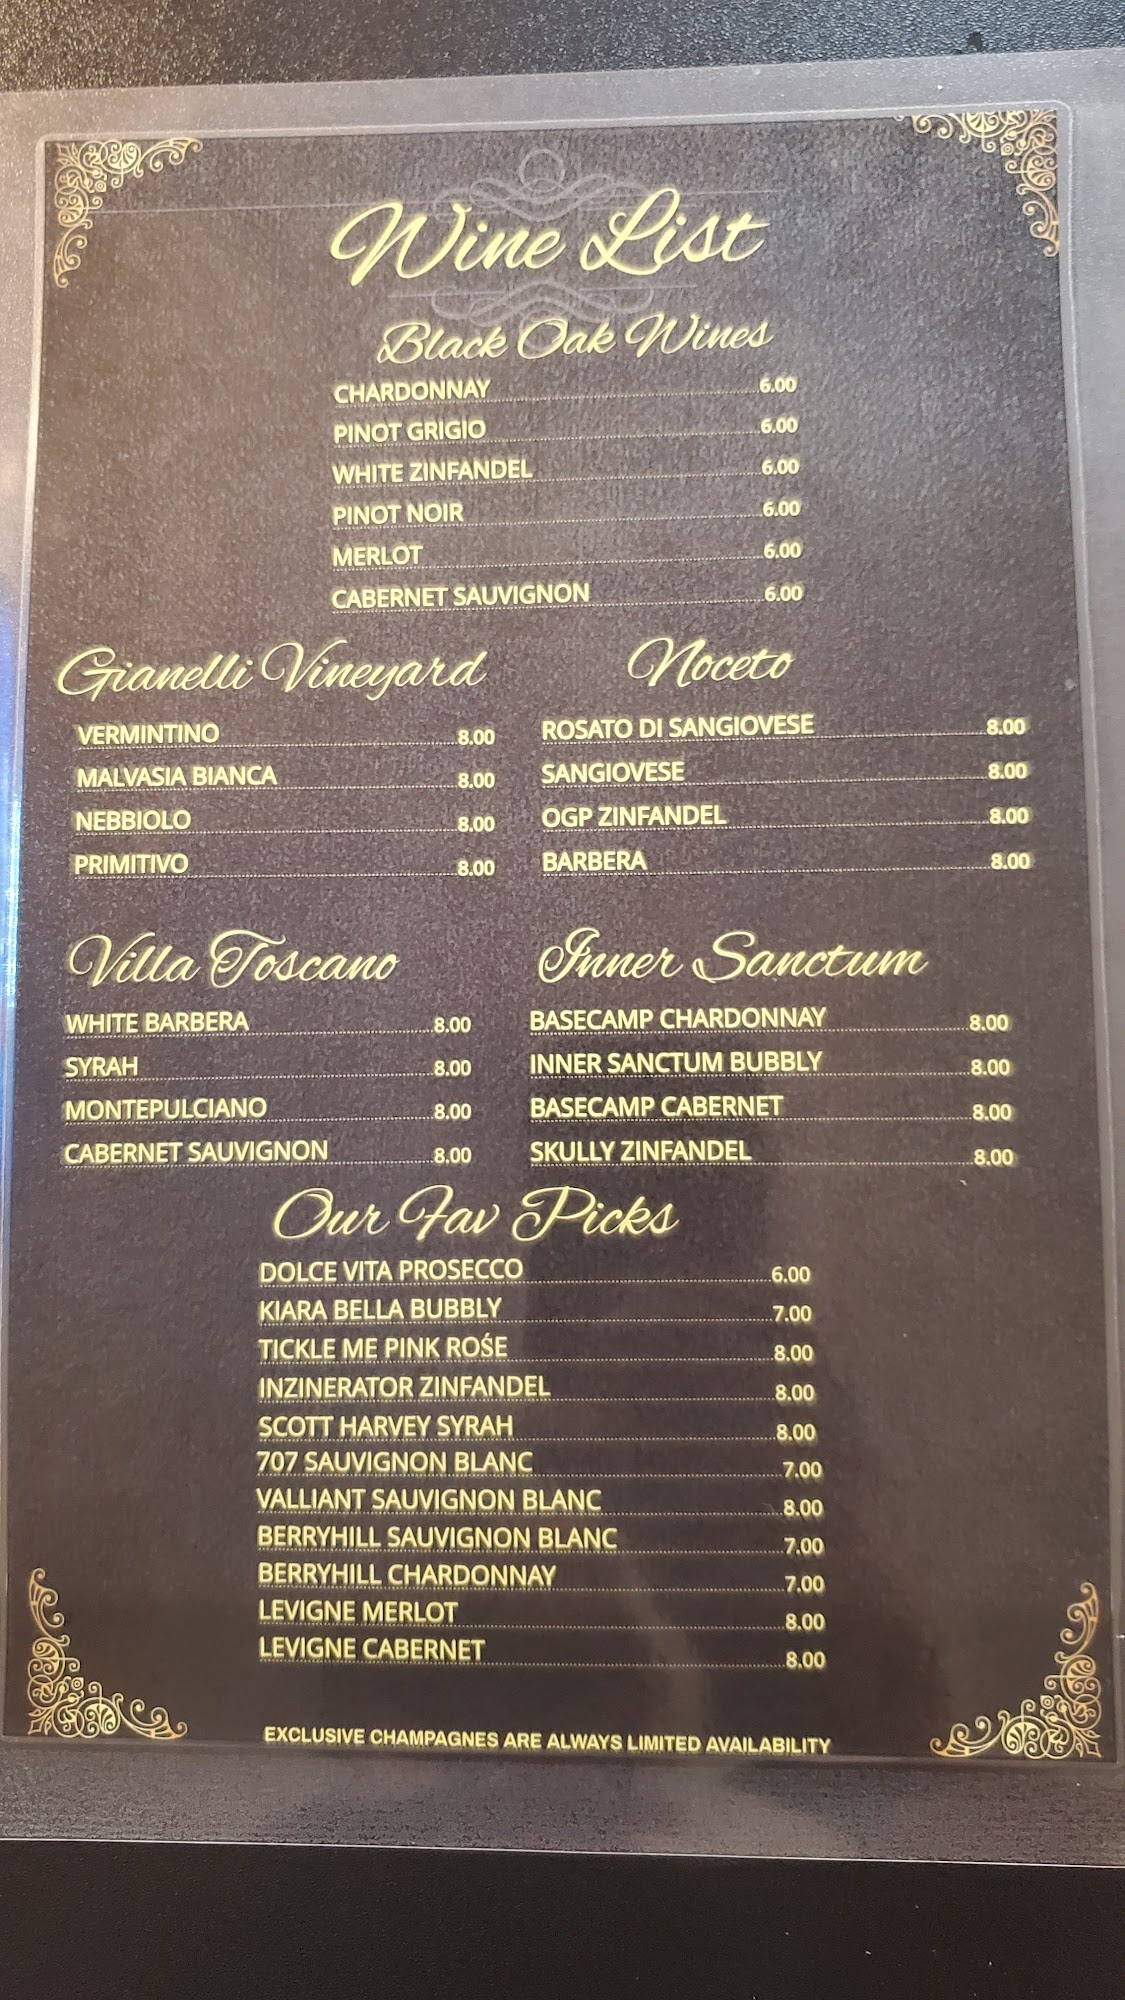 Wine List
Black Oak Wines
CHARDONNAY 6.00
PINOT GRIGIO 6.00
WHITE ZINFANDEL 6.00
PINOT NOIR 6.00
MERLOT 6.00
CABERNET SAUVIGNON 6.00
Gianelli Vineyard
VERMINTINO 8.00
MALVASIA BIANCA 8.00
NEBBIOLO 8.00
PRIMITIVO 8.00
Noceto
ROSATO DI SANGIOVESE 8.00
SANGIOVESE 8.00
OGP ZINFANDEL 8.00
BARBERA 8.00
Villa Toscano
WHITE BARBERA 8.00
SYRAH 8.00
MONTEPULCIANO 8.00
CABERNET SAUVIGNON 8.00
Inner Sanctum
BASECAMP CHARDONNAY 8.00
INNER SANCTUM BUBBLY 8.00
BASECAMP CABERNET 8.00
SKULLY ZINFANDEL 8.00
Our Fav Picks
DOLCE VITA PROSECCO 6.00
KIARA BELLA BUBBLY 7.00
TICKLE ME PINK ROŚE 8.00
INZINERATOR ZINFANDEL 8.00
SCOTT HARVEY SYRAH 8.00
707 SAUVIGNON BLANC 7.00
VALLIANT SAUVIGNON BLANC 8.00
BERRYHILL SAUVIGNON BLANC 7.00
BERRYHILL CHARDONNAY 7.00
LEVIGNE MERLOT 8.00
LEVIGNE CABERNET 8.00
EXCLUSIVE CHAMPAGNES ARE ALWAYS LIMITED AVAILABILITY